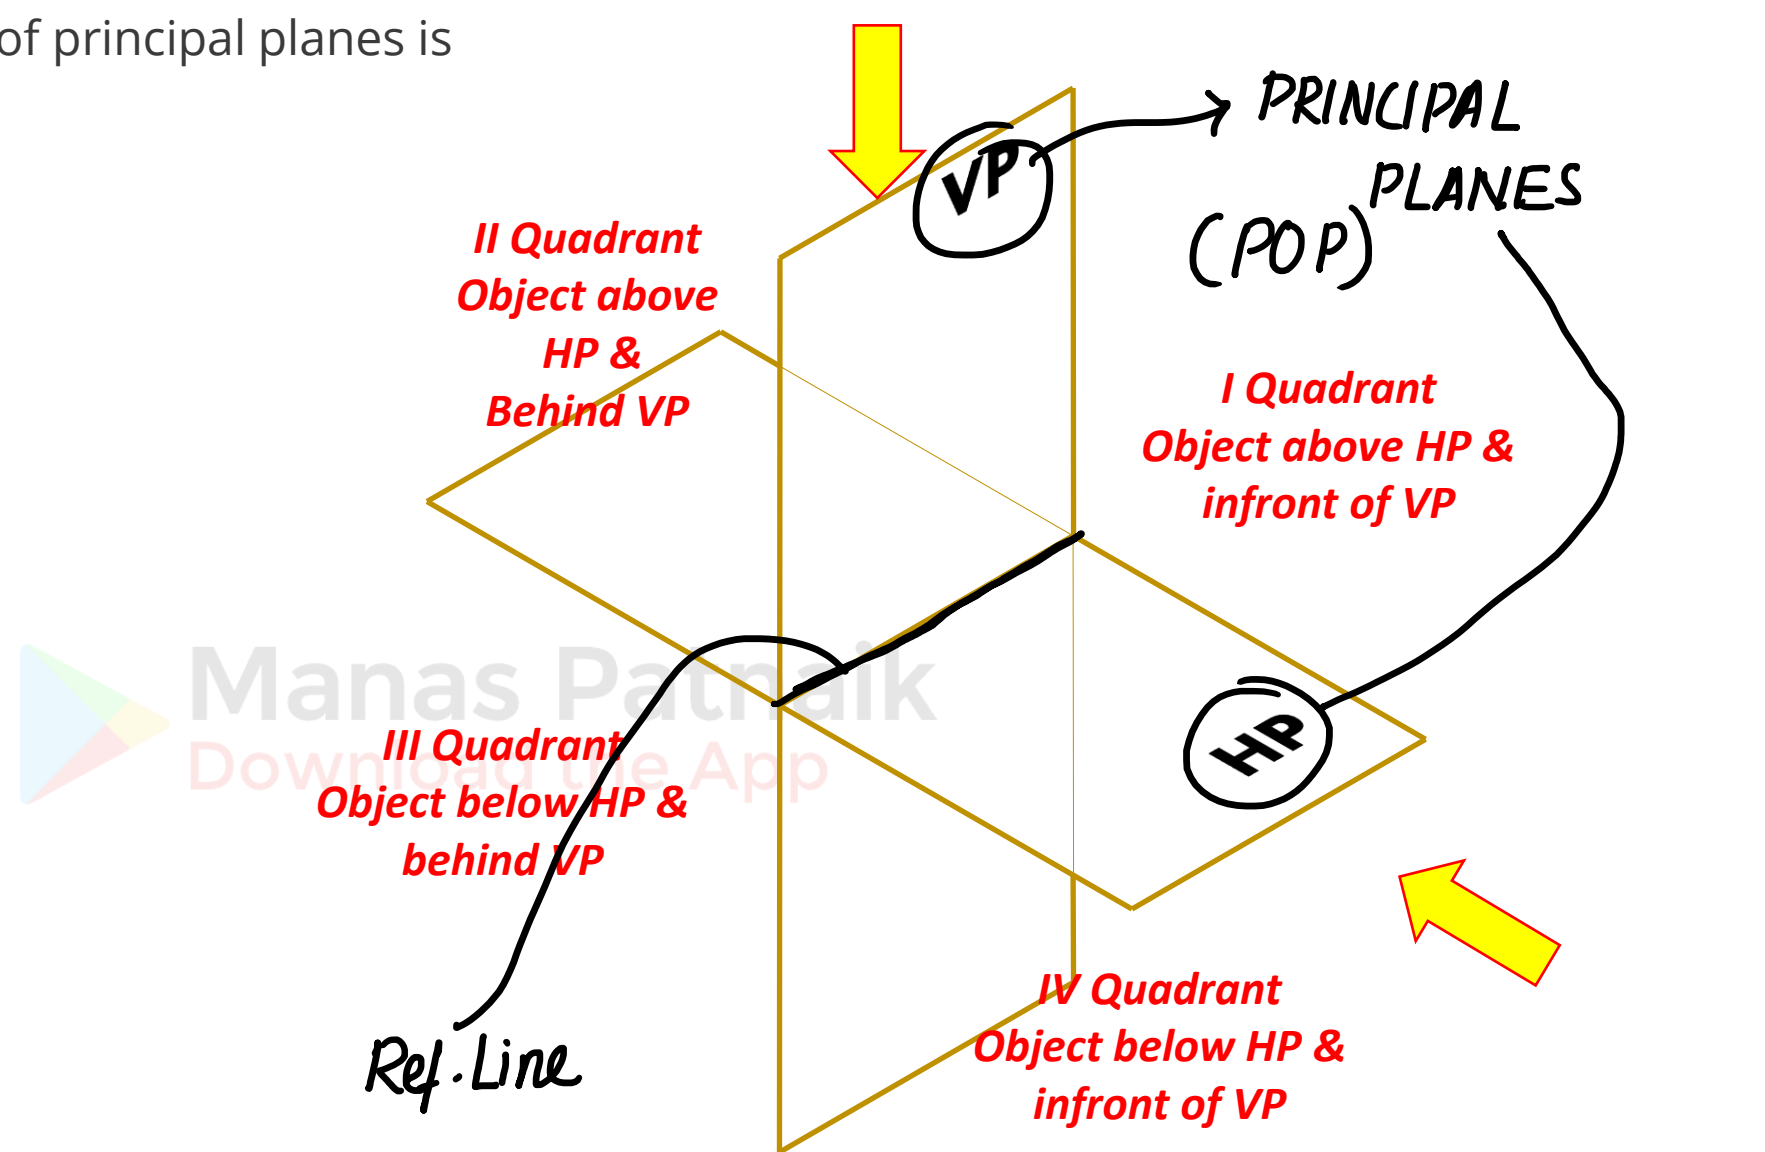 of principal planes is
VP
PRINCIPAL
PLANES
(POP)
II Quadrant
Object above
HP &
Behind VP
I Quadrant
Object above HP &
infront of VP
Manas Patnaik
Download the App
HP
III Quadrant
Object below HP &
behind VP
IV Quadrant
Object below HP &
infront of VP
Ref. Line